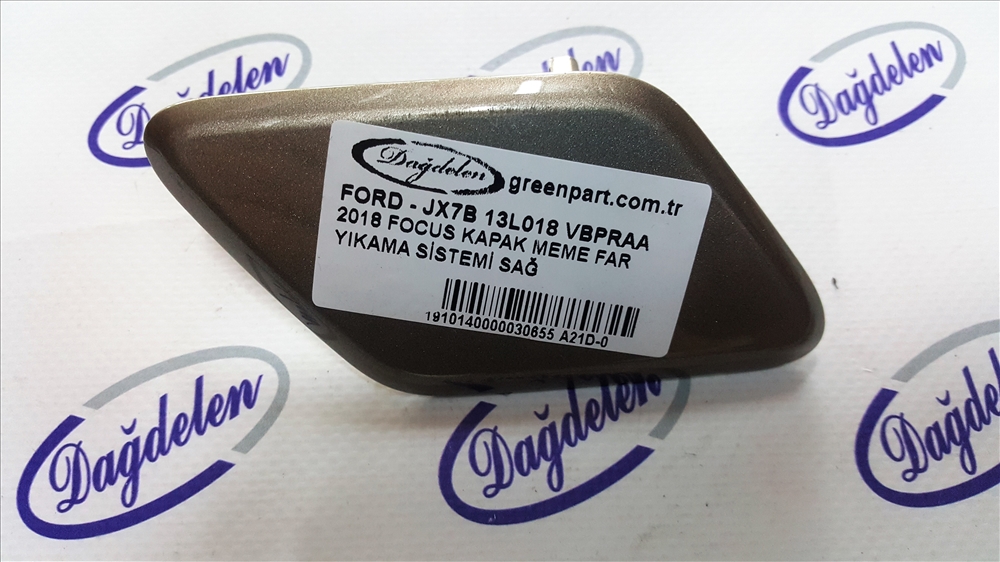 Dağdelen
Dağdelen
Dağdelen
greenpart.com.tr
FORD - JX7B 13L018 VBPRAA
2018 FOCUS KAPAK MEME FAR
YIKAMA SİSTEMİ SAĞ
1910140000030655 A21D-0
Dağdelen
Dağdelen
Dağdelen